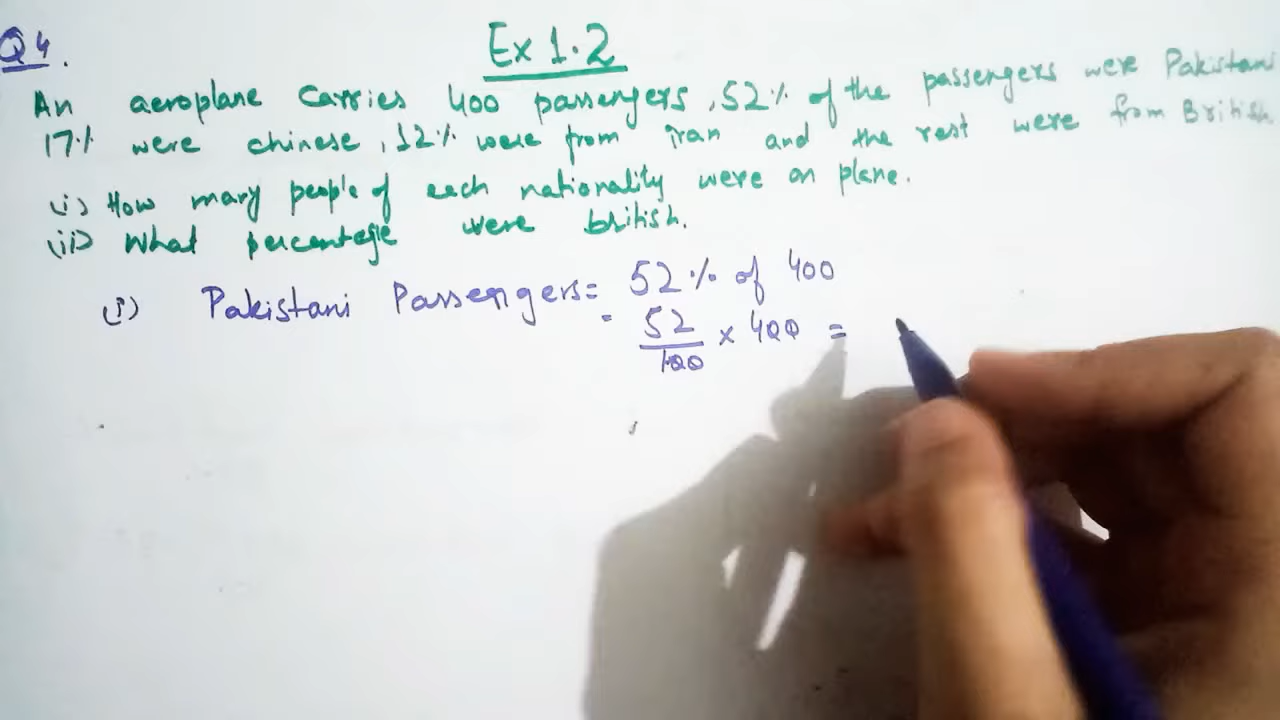 Q4.
Ex 1.2
An aeroplane Carries 400 passengers, 52% of the passengers were Pakistani
17% were chinese, 12% were from iran and the rest were from British
(i) How many people of each nationality were on plane.
(ii) What percentage were british.
(i) Pakistani Passengers = 52% of 400
= 52/100 × 400 =